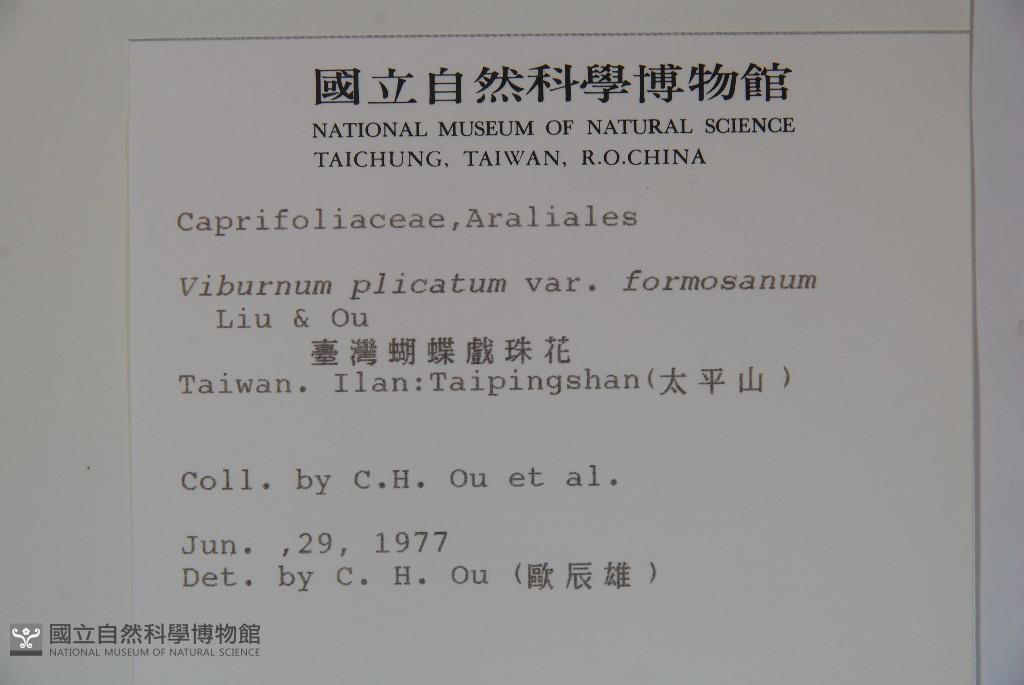 國立自然科學博物館
NATIONAL MUSEUM OF NATURAL SCIENCE
TAICHUNG, TAIWAN, R.O.CHINA
Caprifoliaceae,Araliales
Viburnum plicatum var. formosanum
Liu & Ou
臺灣蝴蝶戲珠花
Taiwan. Ilan:Taipingshan(太平山)
Coll. by C.H. Ou et al.
Jun. ,29, 1977
Det. by C. H. Ou (歐辰雄)
國立自然科學博物館
NATIONAL MUSEUM OF NATURAL SCIENCE